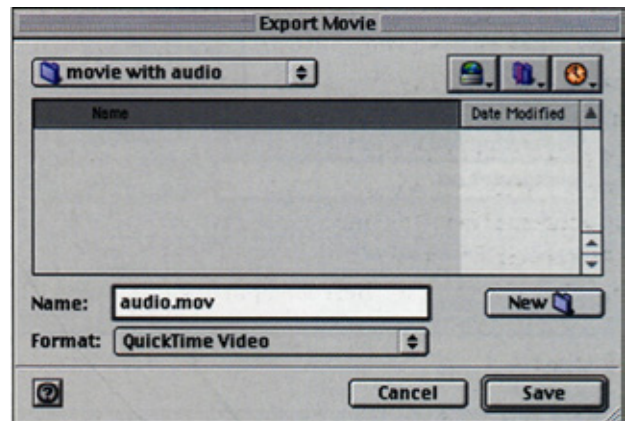 Export Movie
movie with audio
Name Date Modified
Name: audio.mov New
Format: QuickTime Video
Cancel Save